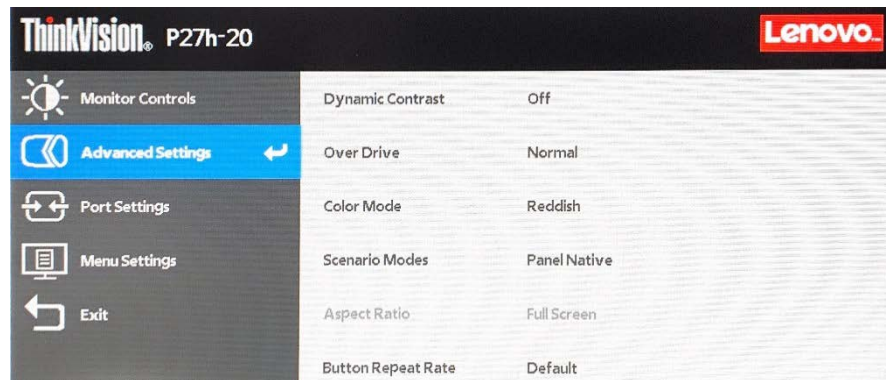 ThinkVision® P27h-20
Lenovo™
Monitor Controls
Advanced Settings
Port Settings
Menu Settings
Exit
Dynamic Contrast Off
Over Drive Normal
Color Mode Reddish
Scenario Modes Panel Native
Aspect Ratio Full Screen
Button Repeat Rate Default